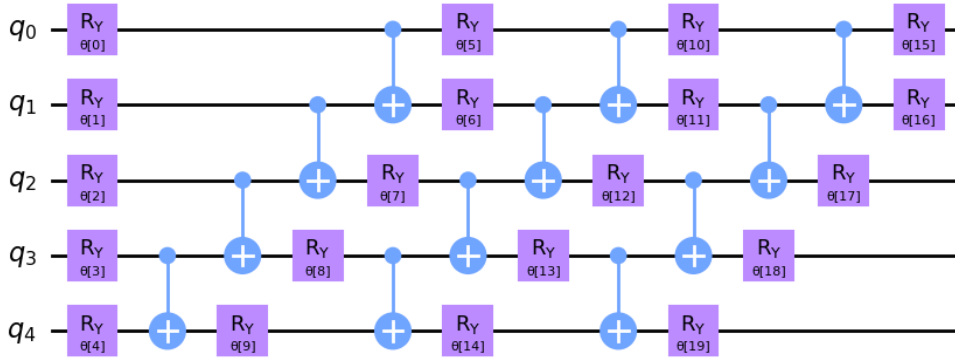 q0 RY θ[0] RY θ[5] RY θ[10] RY θ[15]
q1 RY θ[1] RY θ[6] RY θ[11] RY θ[16]
q2 RY θ[2] RY θ[7] RY θ[12] RY θ[17]
q3 RY θ[3] RY θ[8] RY θ[13] RY θ[18]
q4 RY θ[4] RY θ[9] RY θ[14] RY θ[19]